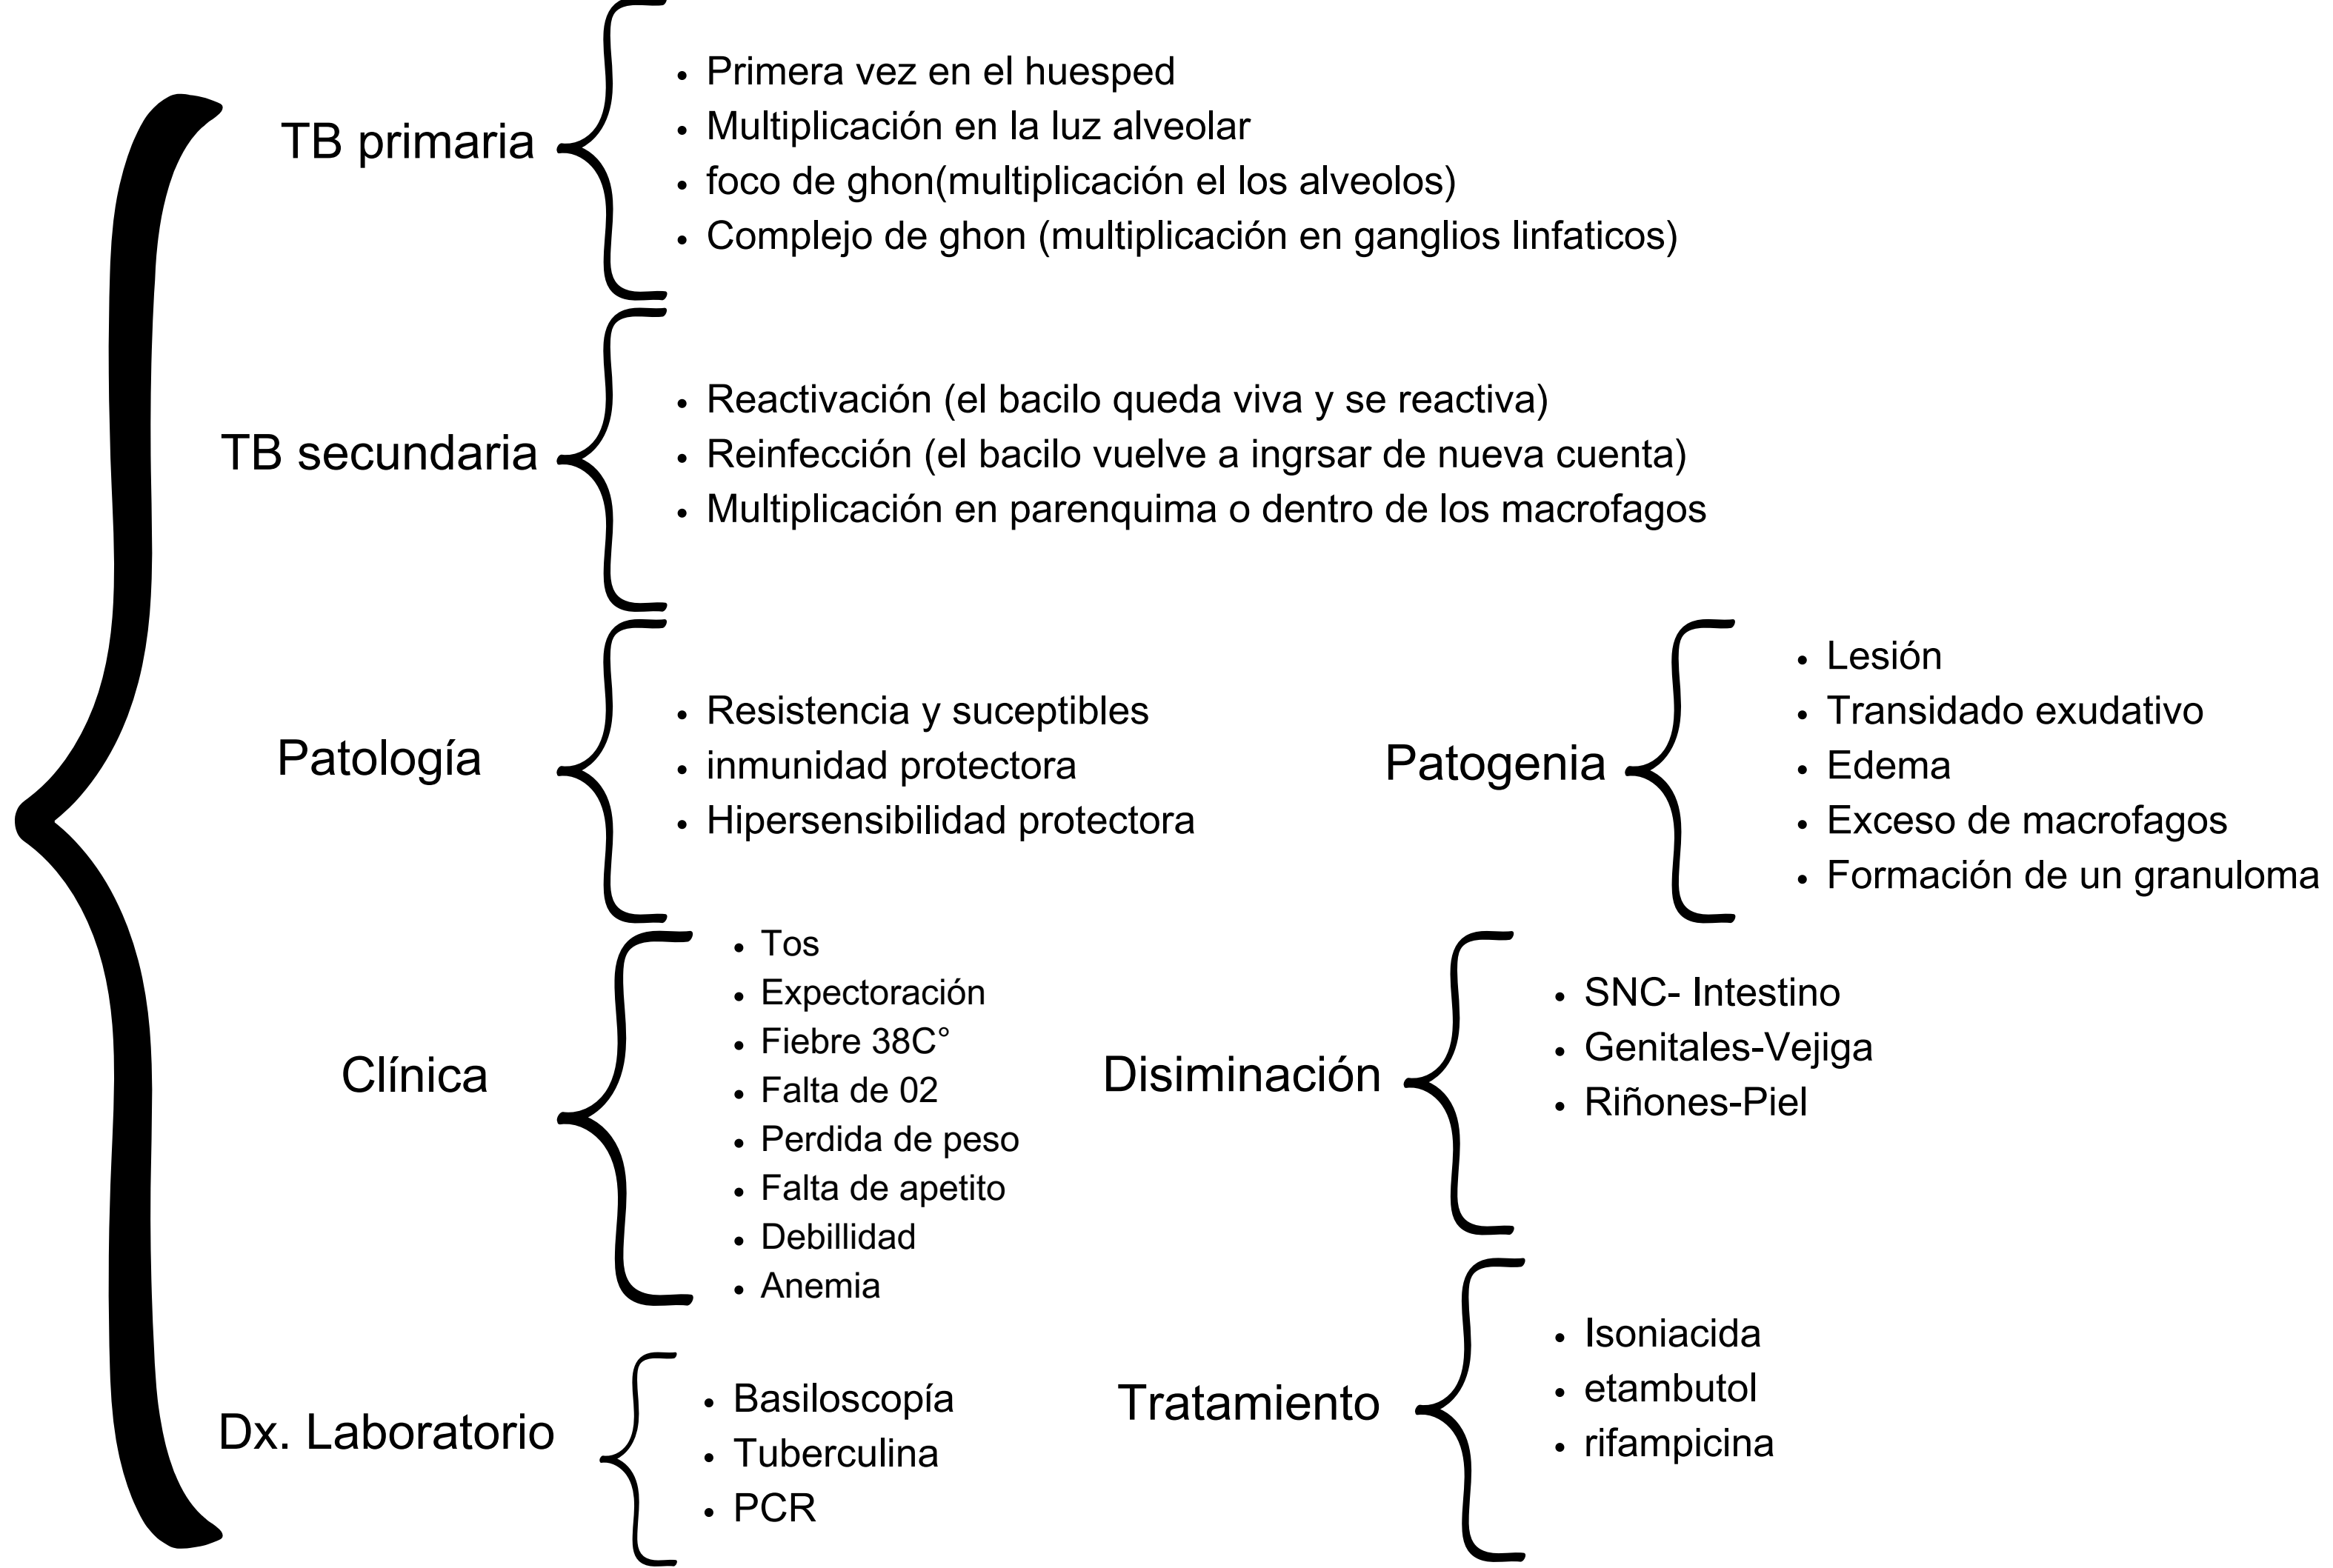 TB primaria
• Primera vez en el huesped
• Multiplicación en la luz alveolar
• foco de ghon(multiplicación el los alveolos)
• Complejo de ghon (multiplicación en ganglios linfaticos)
TB secundaria
• Reactivación (el bacilo queda viva y se reactiva)
• Reinfección (el bacilo vuelve a ingrsar de nueva cuenta)
• Multiplicación en parenquima o dentro de los macrofagos
Patología
• Resistencia y suceptibles
• inmunidad protectora
• Hipersensibilidad protectora
Patogenia
• Lesión
• Transidado exudativo
• Edema
• Exceso de macrofagos
• Formación de un granuloma
Clínica
• Tos
• Expectoración
• Fiebre 38C°
• Falta de 02
• Perdida de peso
• Falta de apetito
• Debillidad
• Anemia
Disiminación
• SNC- Intestino
• Genitales-Vejiga
• Riñones-Piel
Dx. Laboratorio
• Basiloscopía
• Tuberculina
• PCR
Tratamiento
• Isoniacida
• etambutol
• rifampicina